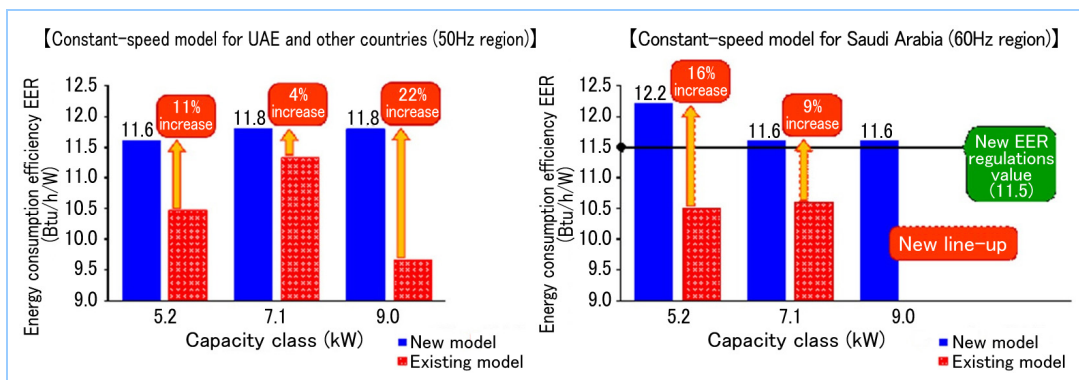 【Constant-speed model for UAE and other countries (50Hz region)】
Energy consumption efficiency EER
(Btu/h/W)
12.5
12.0
11.5
11.0
10.5
10.0
9.5
9.0
11.6
11%
increase
11.8
4%
increase
11.8
22%
increase
5.2
7.1
9.0
Capacity class (kW)
New model
Existing model
【Constant-speed model for Saudi Arabia (60Hz region)】
Energy consumption efficiency EER
(Btu/h/W)
12.5
12.0
11.5
11.0
10.5
10.0
9.5
9.0
12.2
16%
increase
11.6
9%
increase
11.6
New EER
regulations
value
(11.5)
New line-up
5.2
7.1
9.0
Capacity class (kW)
New model
Existing model